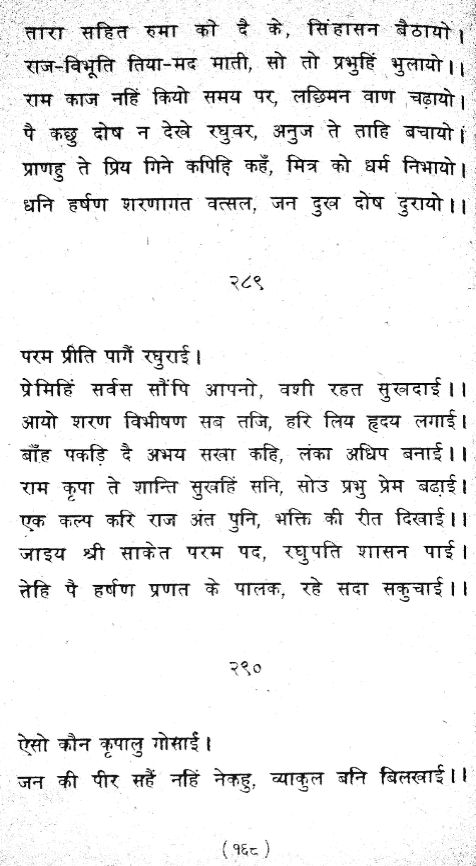 तारा सहित रुमा को दै के, सिंहासन बैठायो।
राज-विभूति तिया-मद माती, सो तो प्रभुहिं भुलायो।।
राम काज नहिं कियो समय पर, लछिमन वाण चढ़ायो।
पै कछु दोष न देखे रघुवर, अनुज ते ताहि बचायो।
प्राणहु ते प्रिय गिने कपिहि कहँ, मित्र को धर्म निभायो।
धनि हर्षण शरणागत वत्सल, जन दुख दोष दुरायो।।
२८९
परम प्रीति पागैं रघुराई।
प्रेमिहिं सर्वस सौंपि आपनो, वशी रहत सुखदाई।।
आयो शरण विभीषण सब तजि, हरि लिय हृदय लगाई।
बाँह पकड़ि दै अभय सखा कहि, लंका अधिप बनाई।।
राम कृपा ते शान्ति सुखहिं सनि, सोउ प्रभु प्रेम बढ़ाई।
एक कल्प करि राज अंत पुनि, भक्ति की रीत दिखाई।।
जाइय श्री साकेत परम पद, रघुपति शासन पाई।
तेहि पै हर्षण प्रणत के पालक, रहे सदा सकुचाई।।
२९०
ऐसो कौन कृपालु गोसाईं।
जन की पीर सहैं नहिं नेकहु, व्याकुल बनि बिलखाई।।
(१६८)